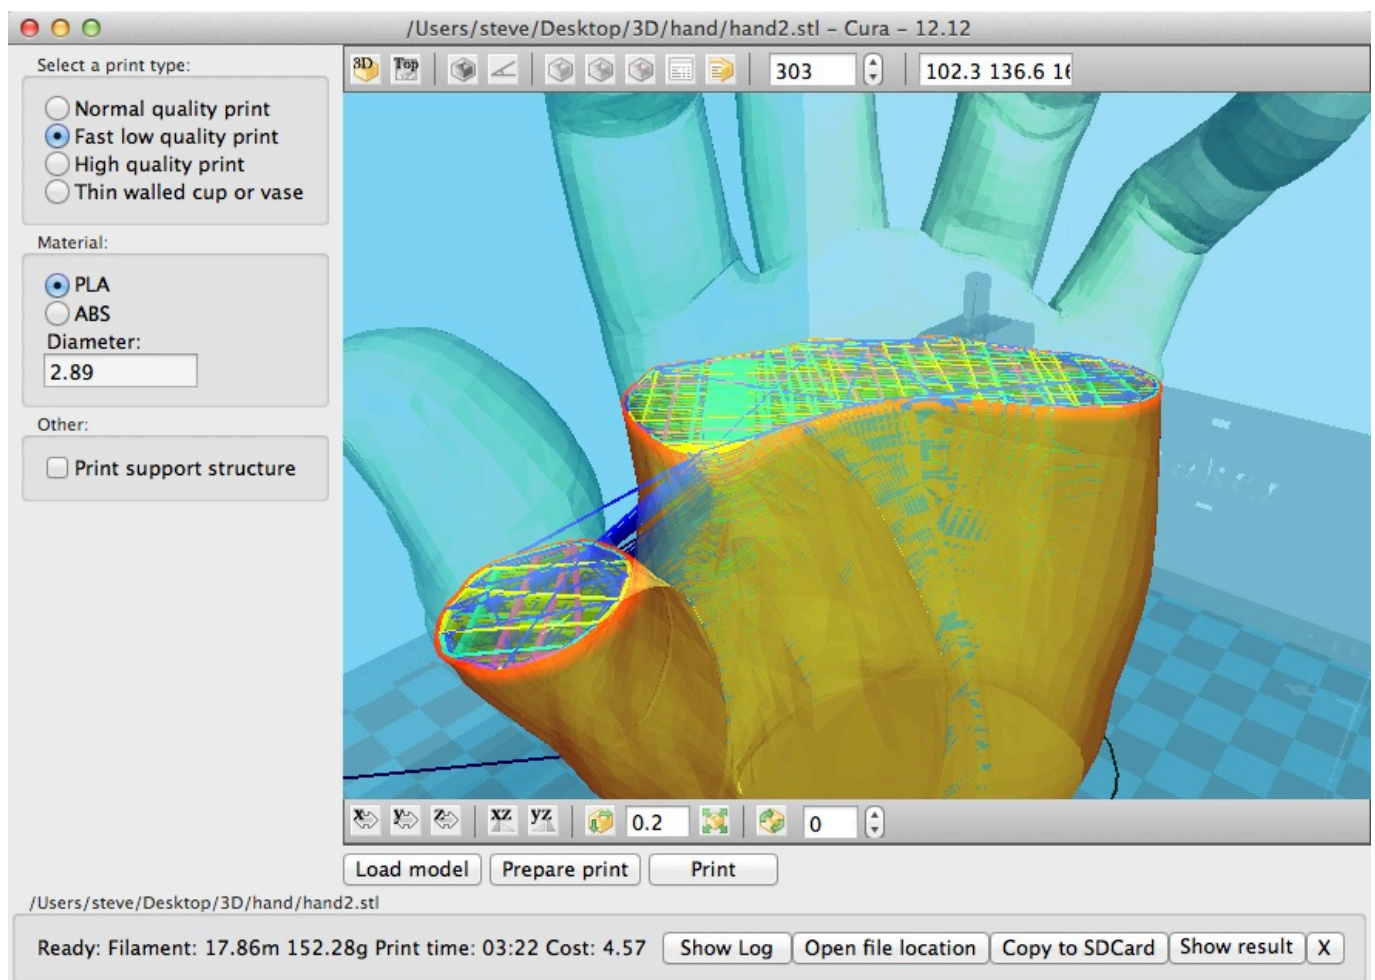 /Users/steve/Desktop/3D/hand/hand2.stl – Cura – 12.12
Select a print type:
Normal quality print
Fast low quality print
High quality print
Thin walled cup or vase
Material:
PLA
ABS
Diameter:
2.89
Other:
Print support structure
3D Top 303 102.3 136.6 16
X Y Z XZ YZ 0.2 0
Load model Prepare print Print
/Users/steve/Desktop/3D/hand/hand2.stl
Ready: Filament: 17.86m 152.28g Print time: 03:22 Cost: 4.57 Show Log Open file location Copy to SDCard Show result X